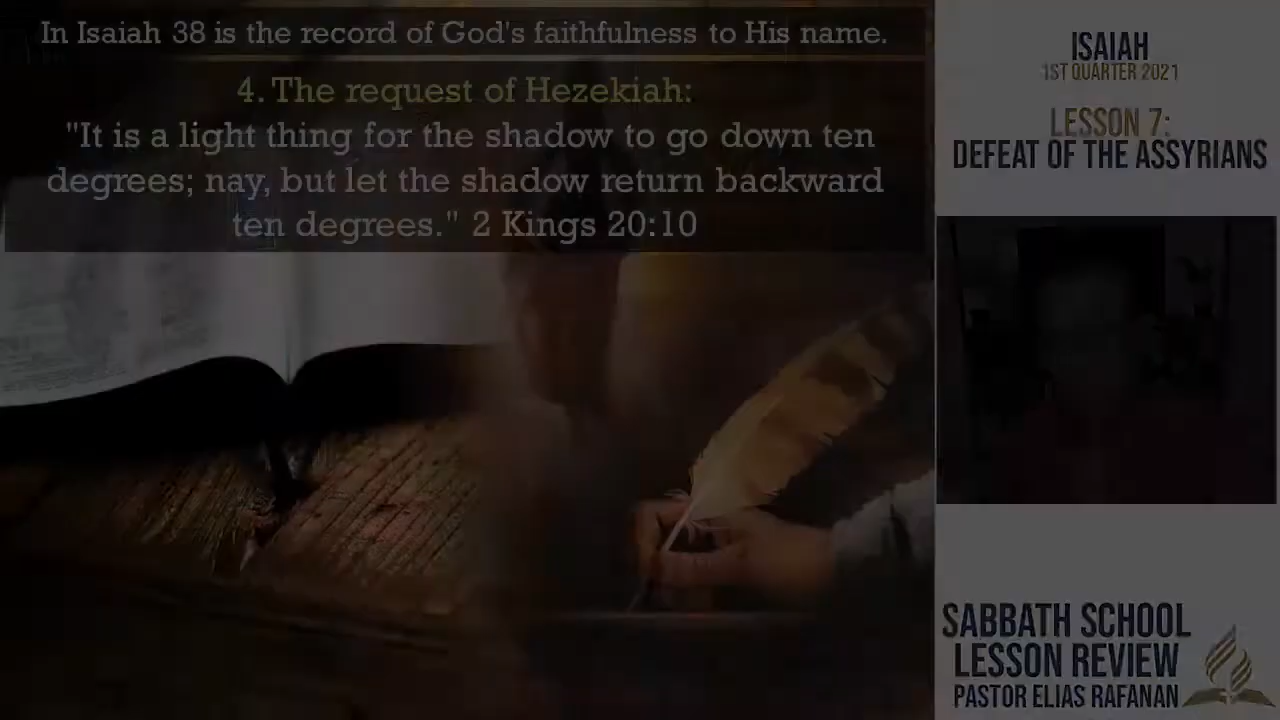 In Isaiah 38 is the record of God's faithfulness to His name.
4. The request of Hezekiah:
"It is a light thing for the shadow to go down ten
degrees; nay, but let the shadow return backward
ten degrees." 2 Kings 20:10
ISAIAH
1ST QUARTER 2021
LESSON 7:
DEFEAT OF THE ASSYRIANS
SABBATH SCHOOL
LESSON REVIEW
PASTOR ELIAS RAFANAN